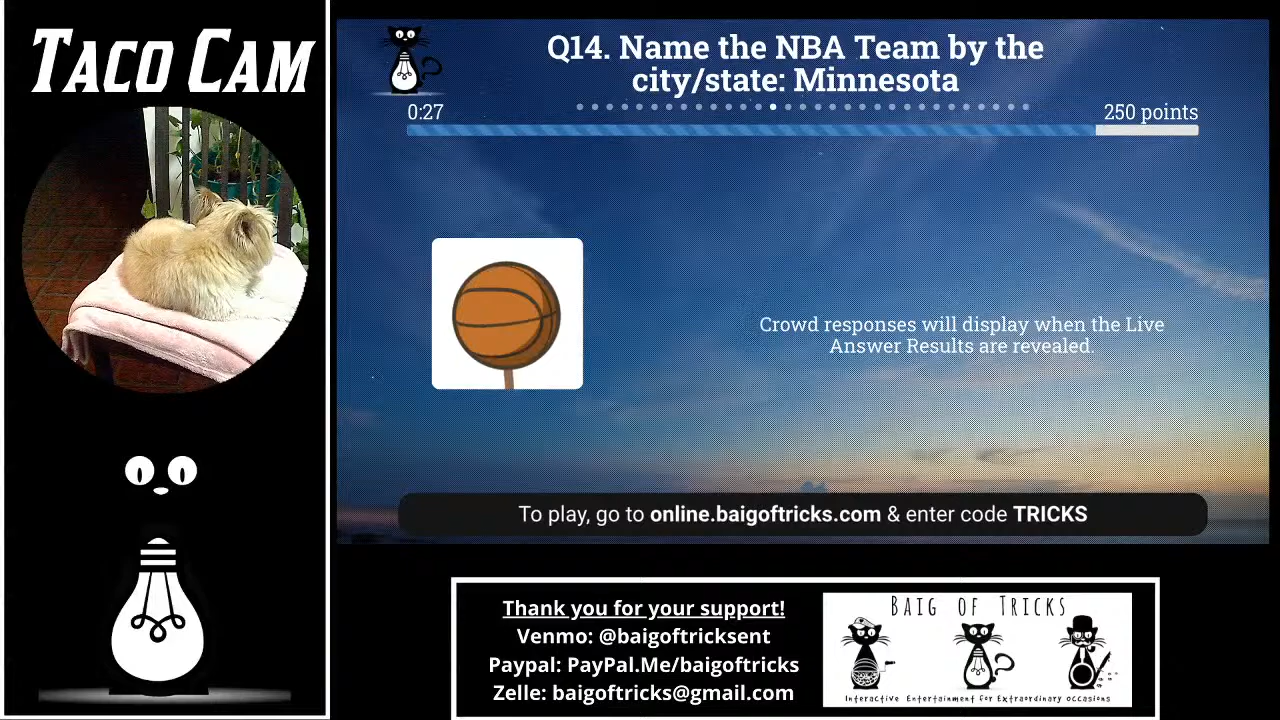 TACO CAM
Q14. Name the NBA Team by the
city/state: Minnesota
0:27
250 points
Crowd responses will display when the Live
Answer Results are revealed.
To play, go to online.baigoftricks.com & enter code TRICKS
Thank you for your support!
Venmo: @baigoftricksent
Paypal: PayPal.Me/baigoftricks
Zelle: baigoftricks@gmail.com
BAIG OF TRICKS
Interactive Entertainment for Extraordinary occasions